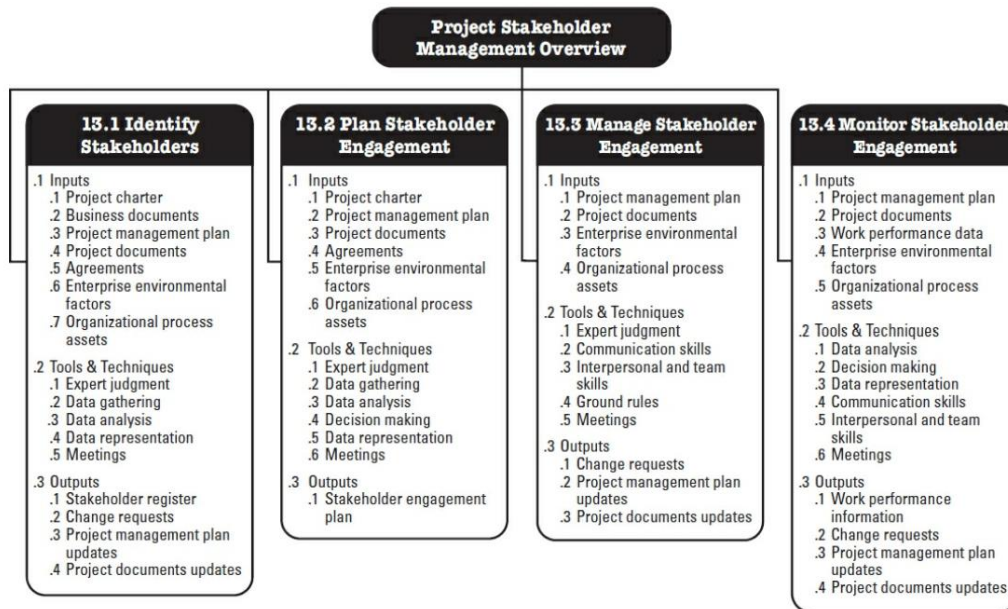 Project Stakeholder
Management Overview
13.1 Identify
Stakeholders
.1 Inputs
.1 Project charter
.2 Business documents
.3 Project management plan
.4 Project documents
.5 Agreements
.6 Enterprise environmental
factors
.7 Organizational process
assets
.2 Tools & Techniques
.1 Expert judgment
.2 Data gathering
.3 Data analysis
.4 Data representation
.5 Meetings
.3 Outputs
.1 Stakeholder register
.2 Change requests
.3 Project management plan
updates
.4 Project documents updates
13.2 Plan Stakeholder
Engagement
.1 Inputs
.1 Project charter
.2 Project management plan
.3 Project documents
.4 Agreements
.5 Enterprise environmental
factors
.6 Organizational process
assets
.2 Tools & Techniques
.1 Expert judgment
.2 Data gathering
.3 Data analysis
.4 Decision making
.5 Data representation
.6 Meetings
.3 Outputs
.1 Stakeholder engagement
plan
13.3 Manage Stakeholder
Engagement
.1 Inputs
.1 Project management plan
.2 Project documents
.3 Enterprise environmental
factors
.4 Organizational process
assets
.2 Tools & Techniques
.1 Expert judgment
.2 Communication skills
.3 Interpersonal and team
skills
.4 Ground rules
.5 Meetings
.3 Outputs
.1 Change requests
.2 Project management plan
updates
.3 Project documents updates
13.4 Monitor Stakeholder
Engagement
.1 Inputs
.1 Project management plan
.2 Project documents
.3 Work performance data
.4 Enterprise environmental
factors
.5 Organizational process
assets
.2 Tools & Techniques
.1 Data analysis
.2 Decision making
.3 Data representation
.4 Communication skills
.5 Interpersonal and team
skills
.6 Meetings
.3 Outputs
.1 Work performance
information
.2 Change requests
.3 Project management plan
updates
.4 Project documents updates